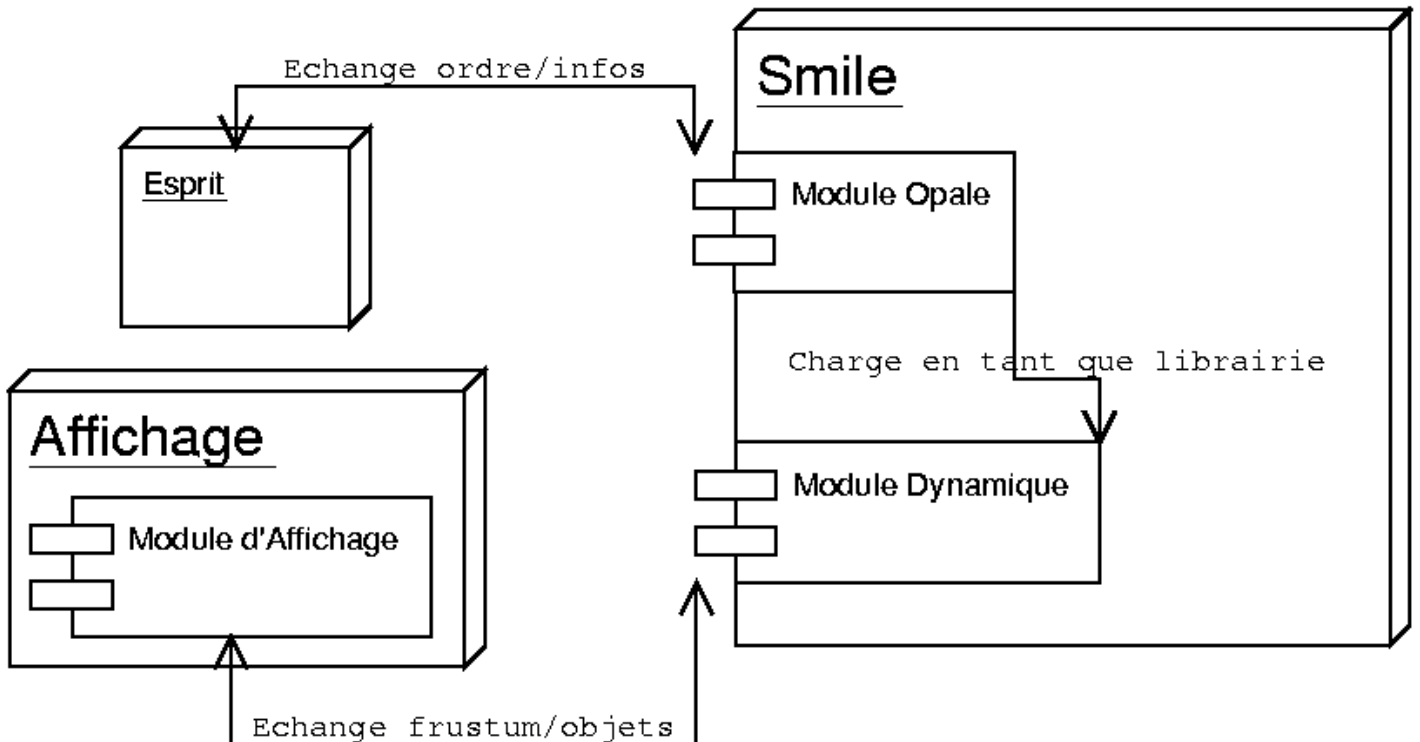 Echange ordre/infos
Smile
Esprit
Module Opale
Charge en tant que librairie
Affichage
Module Dynamique
Module d'Affichage
Echange frustum/objets